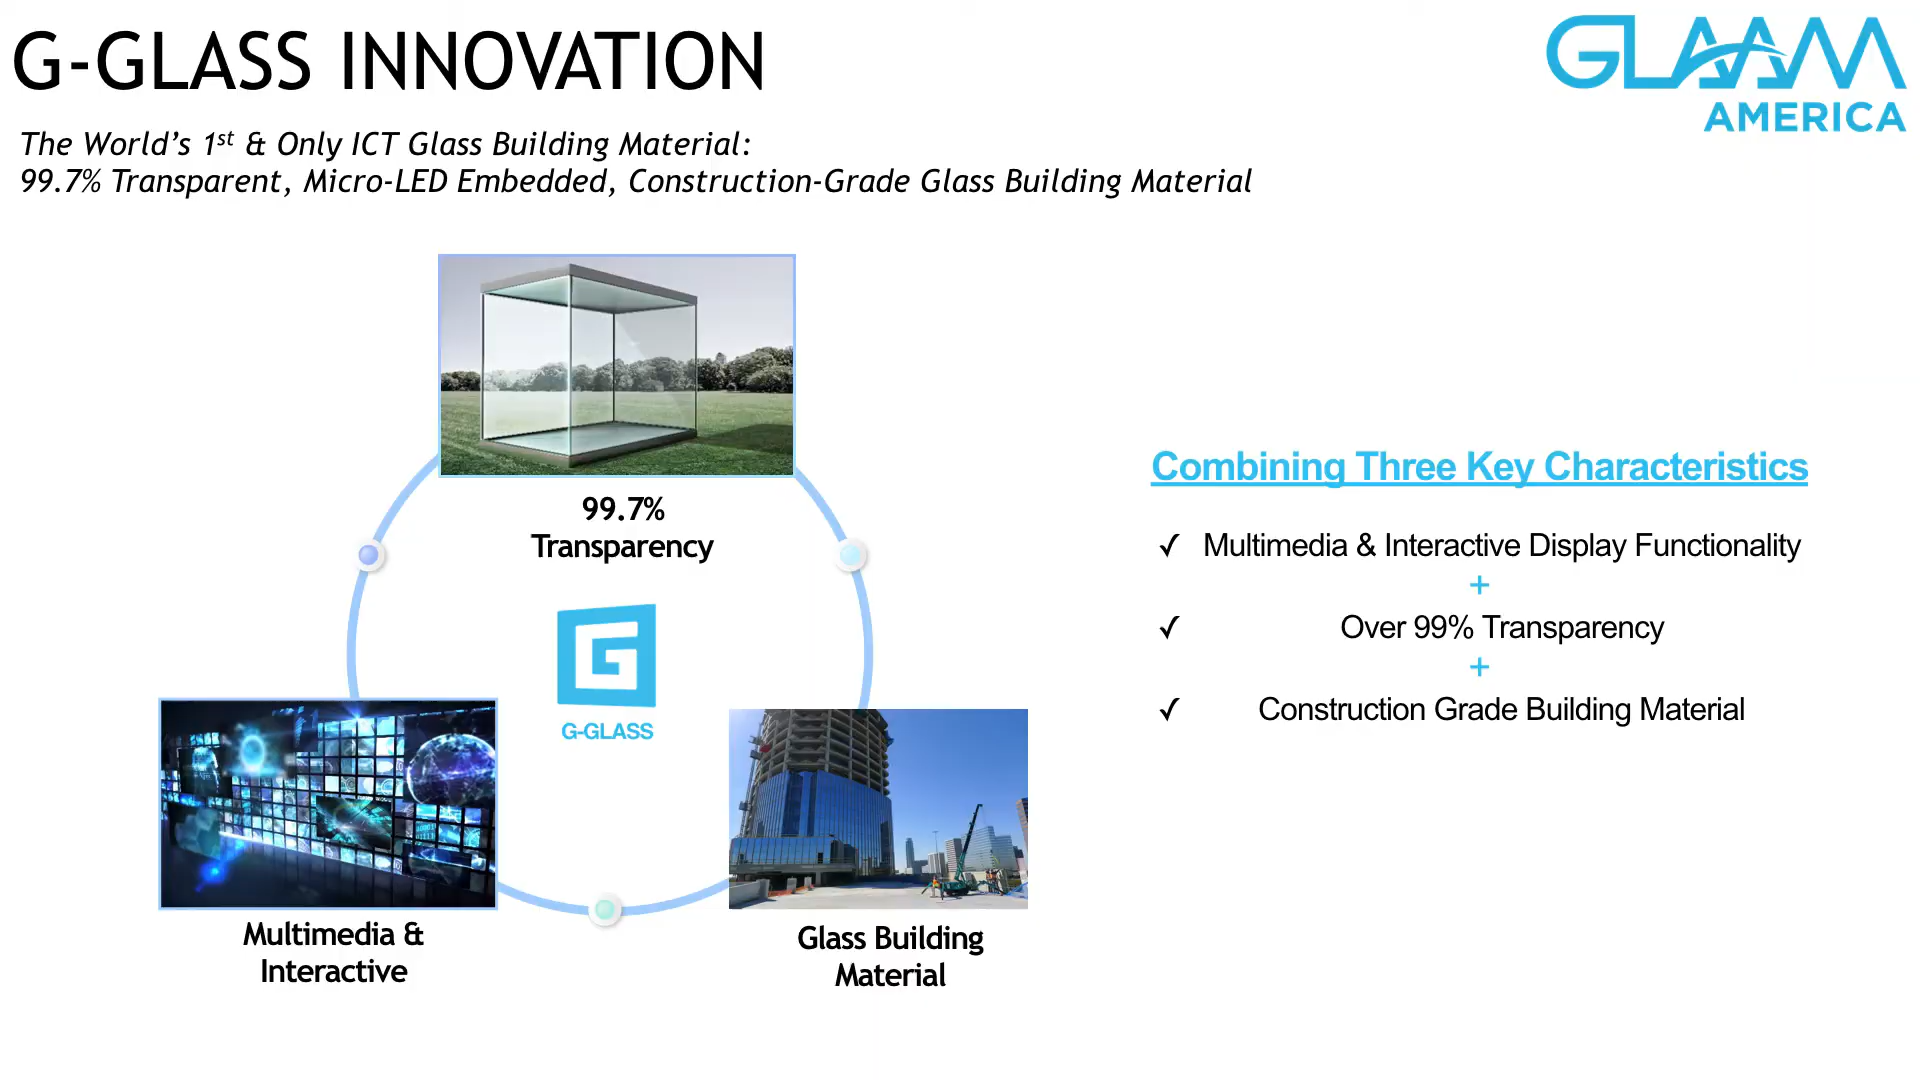 G-GLASS INNOVATION
GLAAM
AMERICA
The World’s 1st & Only ICT Glass Building Material:
99.7% Transparent, Micro-LED Embedded, Construction-Grade Glass Building Material
99.7%
Transparency
G
G-GLASS
Multimedia &
Interactive
Glass Building
Material
Combining Three Key Characteristics
✓ Multimedia & Interactive Display Functionality
+
✓ Over 99% Transparency
+
✓ Construction Grade Building Material